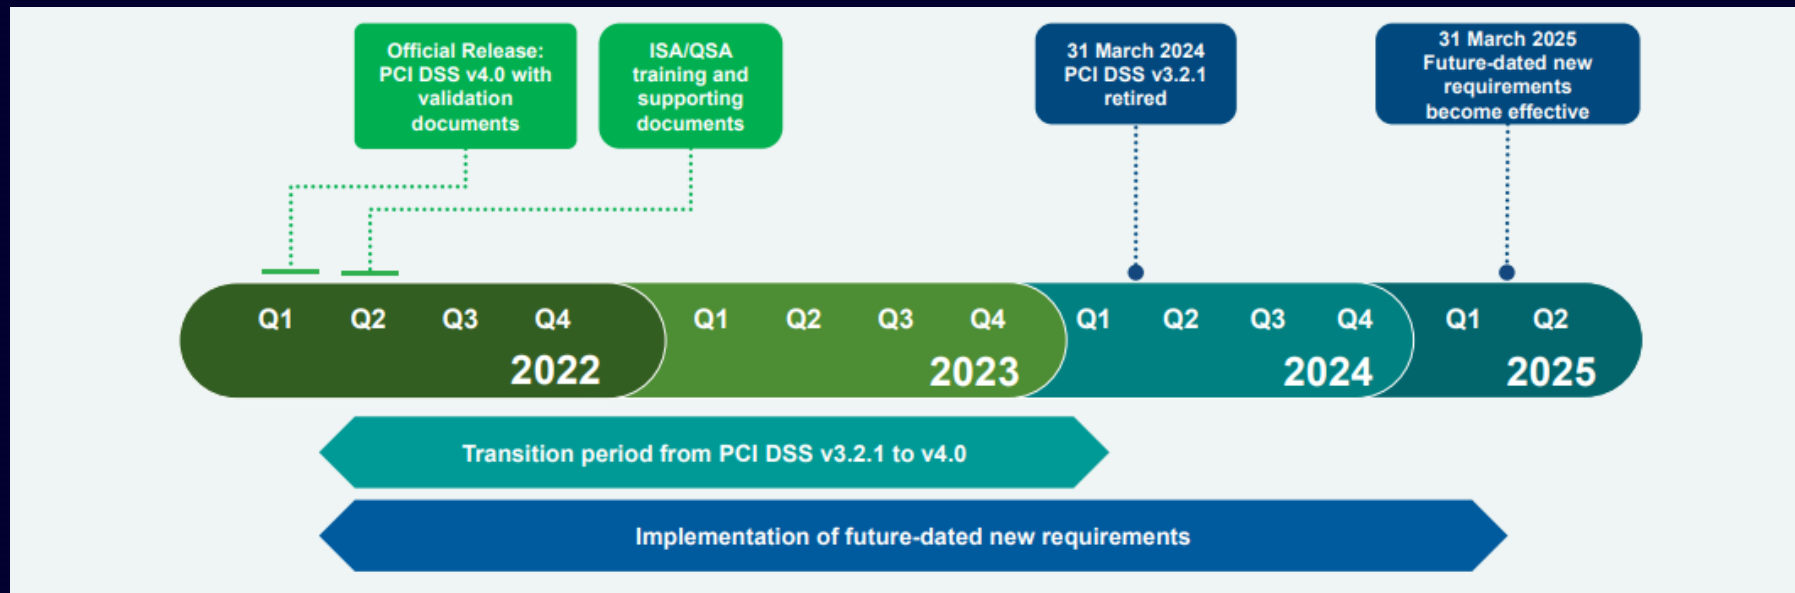 Official Release:
PCI DSS v4.0 with
validation
documents
ISA/QSA
training and
supporting
documents
31 March 2024
PCI DSS v3.2.1
retired
31 March 2025
Future-dated new
requirements
become effective
Q1 Q2 Q3 Q4
2022
Q1 Q2 Q3 Q4
2023
Q1 Q2 Q3 Q4
2024
Q1 Q2
2025
Transition period from PCI DSS v3.2.1 to v4.0
Implementation of future-dated new requirements